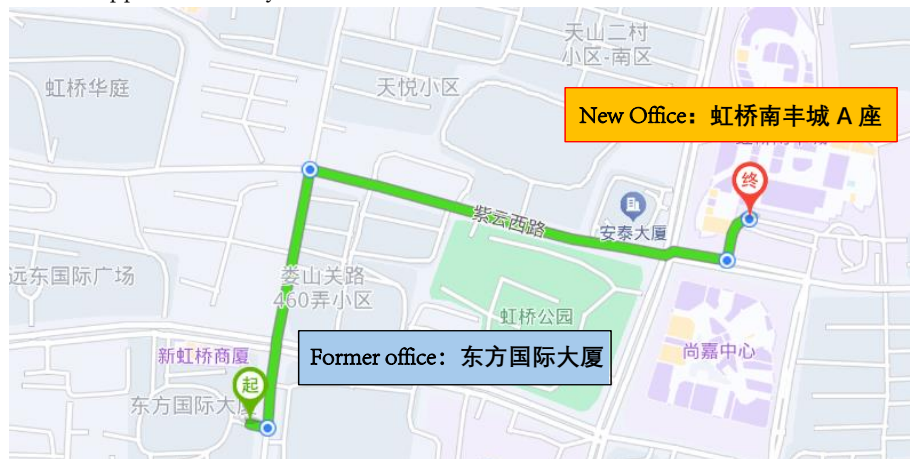 天山二村
小区-南区
虹桥华庭
天悦小区
New Office：虹桥南丰城 A 座
终
紫云西路
安泰大厦
远东国际广场
娄山关路
460弄小区
虹桥公园
Former office：东方国际大厦
新虹桥商厦
尚嘉中心
起
东方国际大厦